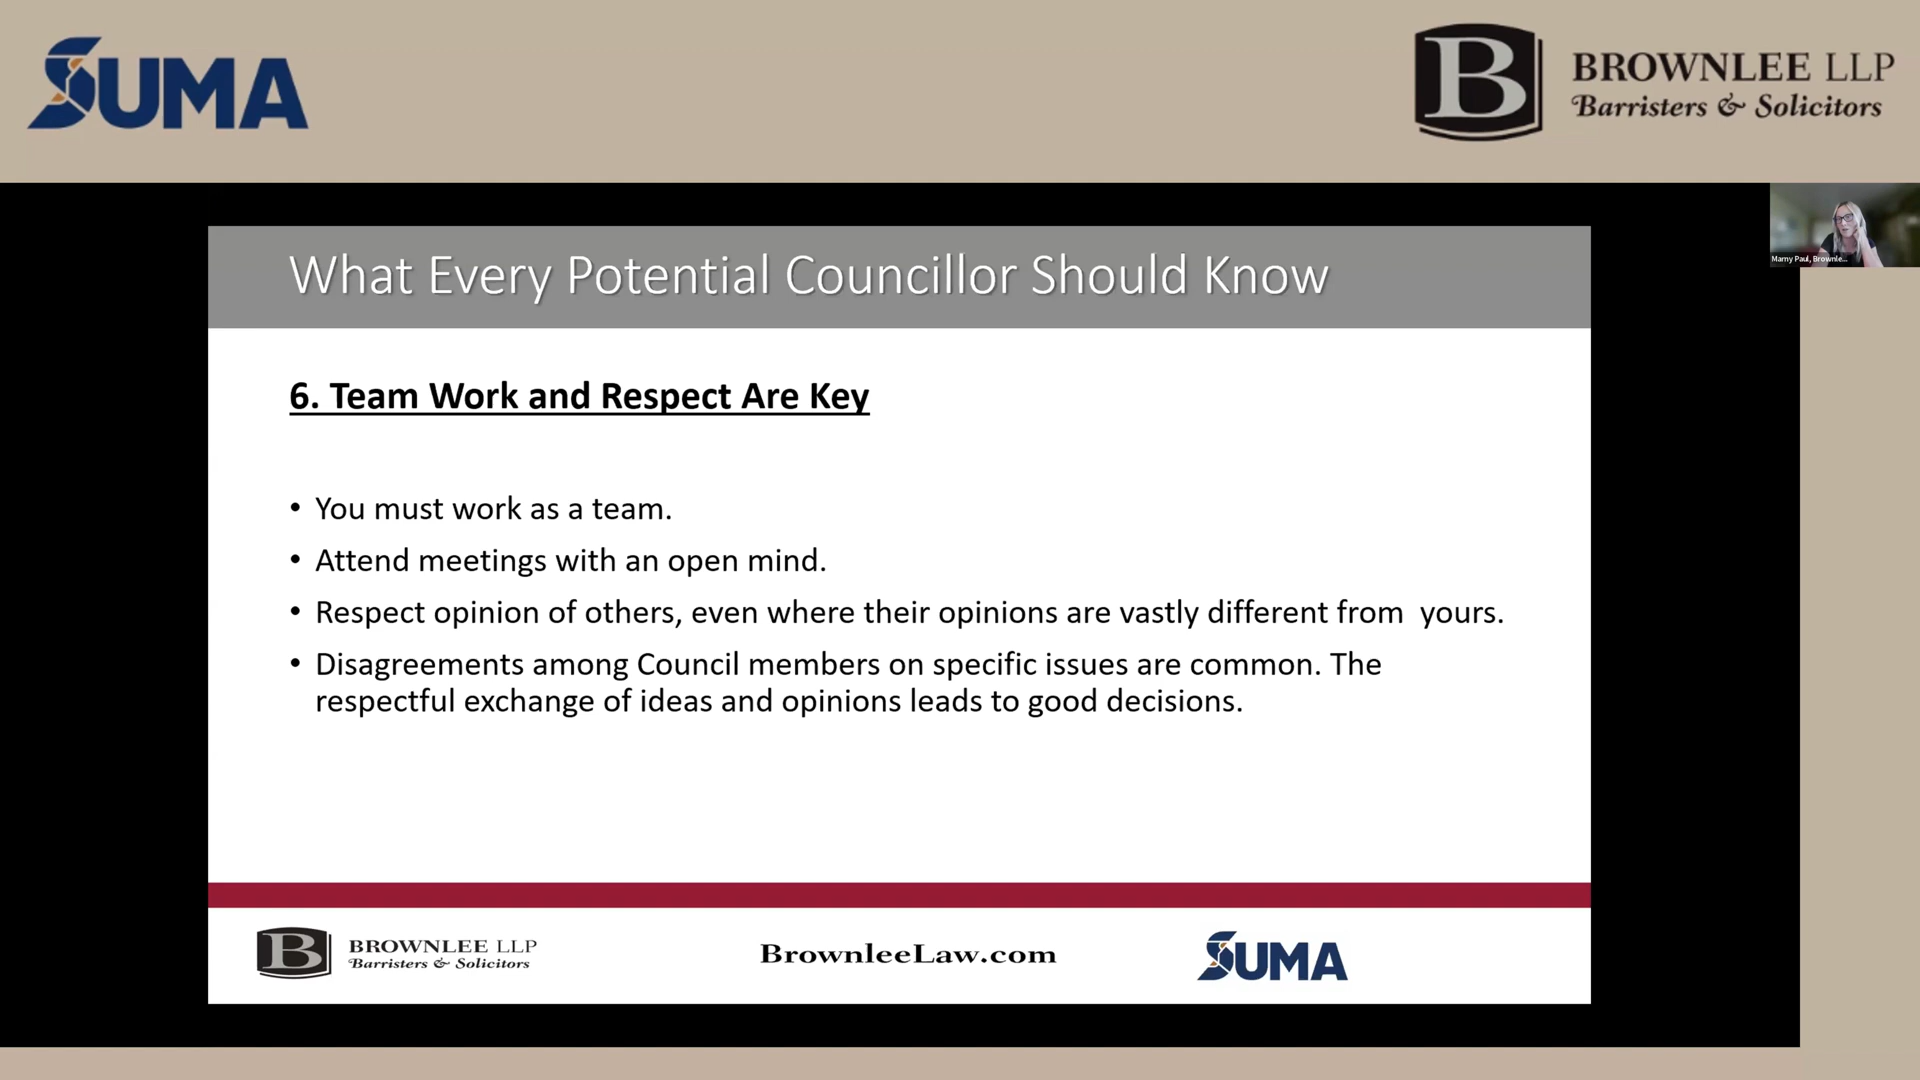 SUMA
B
BROWNLEE LLP
Barristers & Solicitors
Marny Paul, Brownle...
What Every Potential Councillor Should Know
6. Team Work and Respect Are Key
• You must work as a team.
• Attend meetings with an open mind.
• Respect opinion of others, even where their opinions are vastly different from  yours.
• Disagreements among Council members on specific issues are common. The
respectful exchange of ideas and opinions leads to good decisions.
B
BROWNLEE LLP
Barristers & Solicitors
BrownleeLaw.com
SUMA